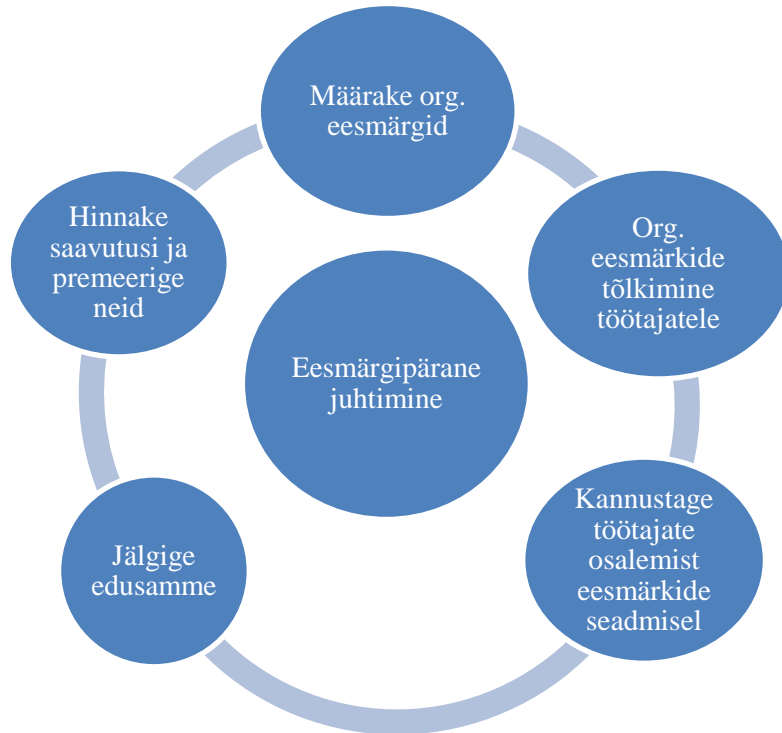 Määrake org.
eesmärgid
Org.
eesmärkide
tõlkimine
töötajatele
Kannustage
töötajate
osalemist
eesmärkide
seadmisel
Jälgige
edusamme
Hinnake
saavutusi ja
premeerige
neid
Eesmärgipärane
juhtimine